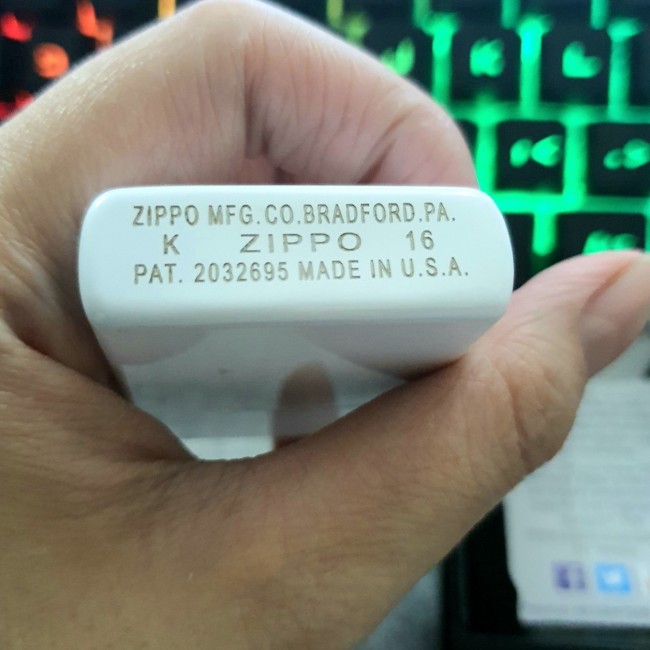 ZIPPO MFG.CO.BRADFORD.PA.
K ZIPPO 16
PAT. 2032695 MADE IN U.S.A.